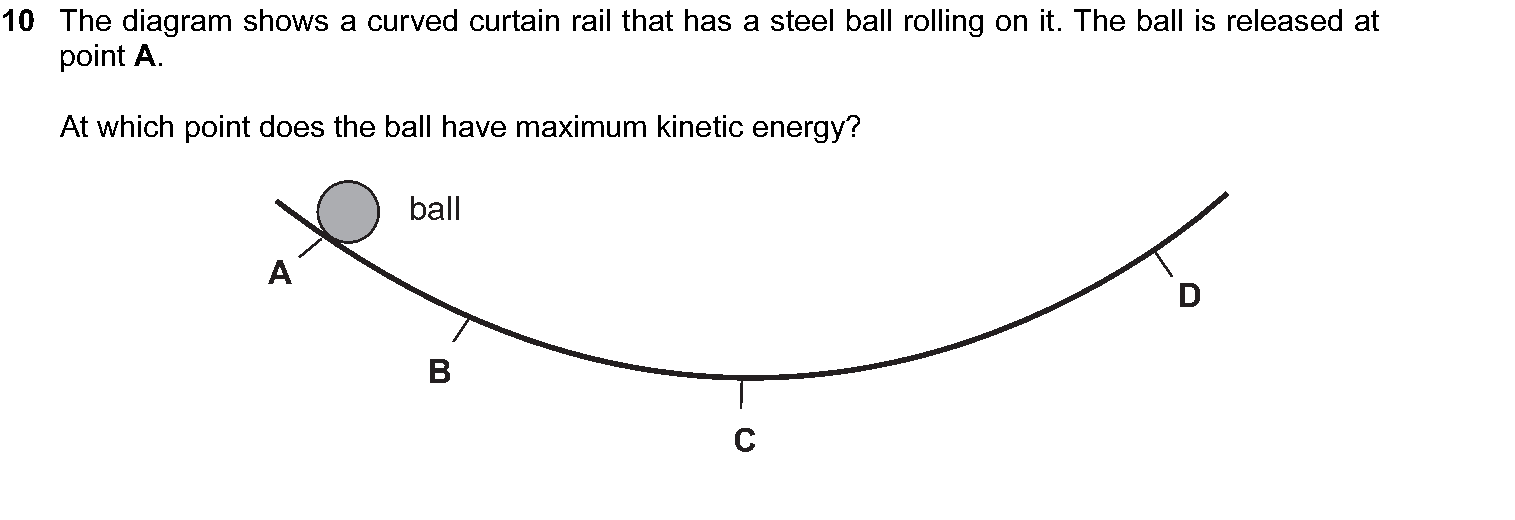 10 The diagram shows a curved curtain rail that has a steel ball rolling on it. The ball is released at
point A.
At which point does the ball have maximum kinetic energy?
ball
A
D
B
C